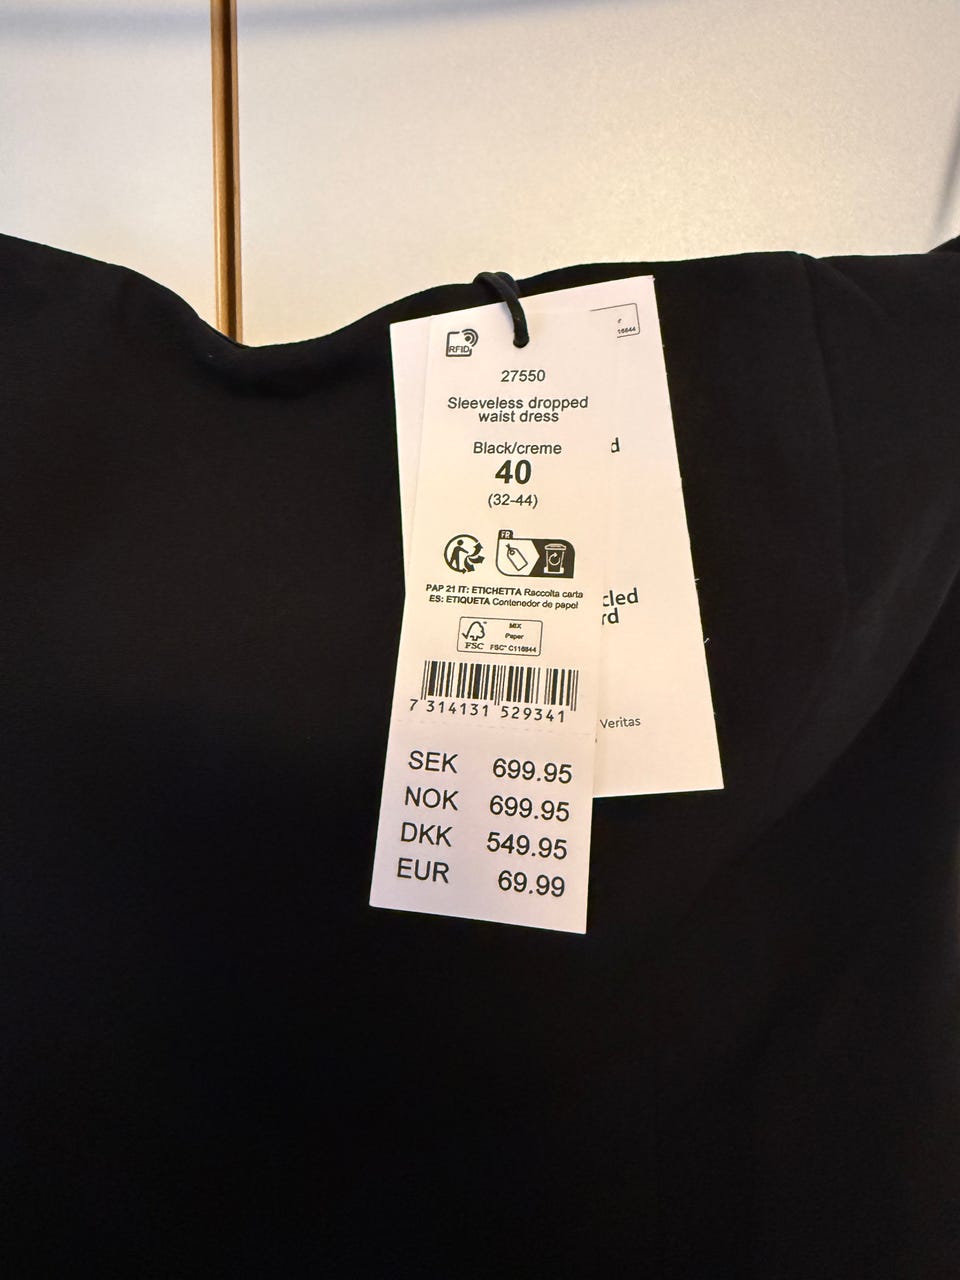 RFID
27550
Sleeveless dropped
waist dress
Black/creme
40
(32-44)
FR
PAP 21 IT: ETICHETTA Raccolta carta
ES: ETIQUETA Contenedor de papel
FSC
MIX
Paper
FSC™ C116844
7 314131 529341
SEK 699.95
NOK 699.95
DKK 549.95
EUR 69.99
r
116844
d
cled
rd
Veritas